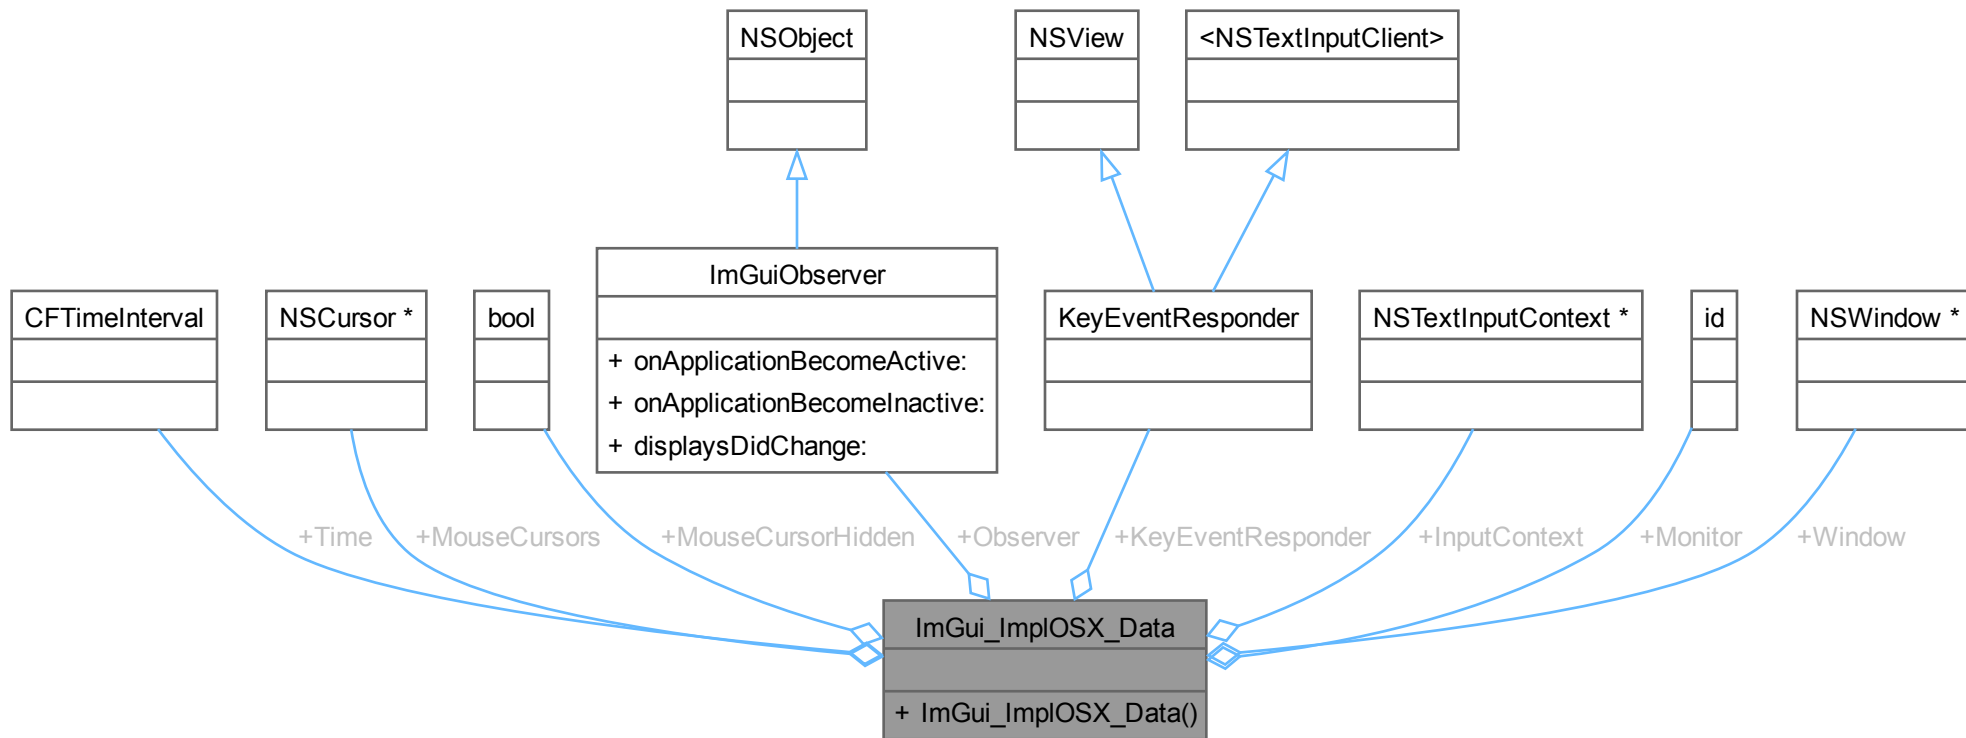 NSObject
NSView
<NSTextInputClient>
ImGuiObserver
+ onApplicationBecomeActive:
+ onApplicationBecomeInactive:
+ displaysDidChange:
CFTimeInterval
NSCursor *
bool
KeyEventResponder
NSTextInputContext *
id
NSWindow *
+Time
+MouseCursors
+MouseCursorHidden
+Observer
+KeyEventResponder
+InputContext
+Monitor
+Window
ImGui_ImplOSX_Data
+ ImGui_ImplOSX_Data()